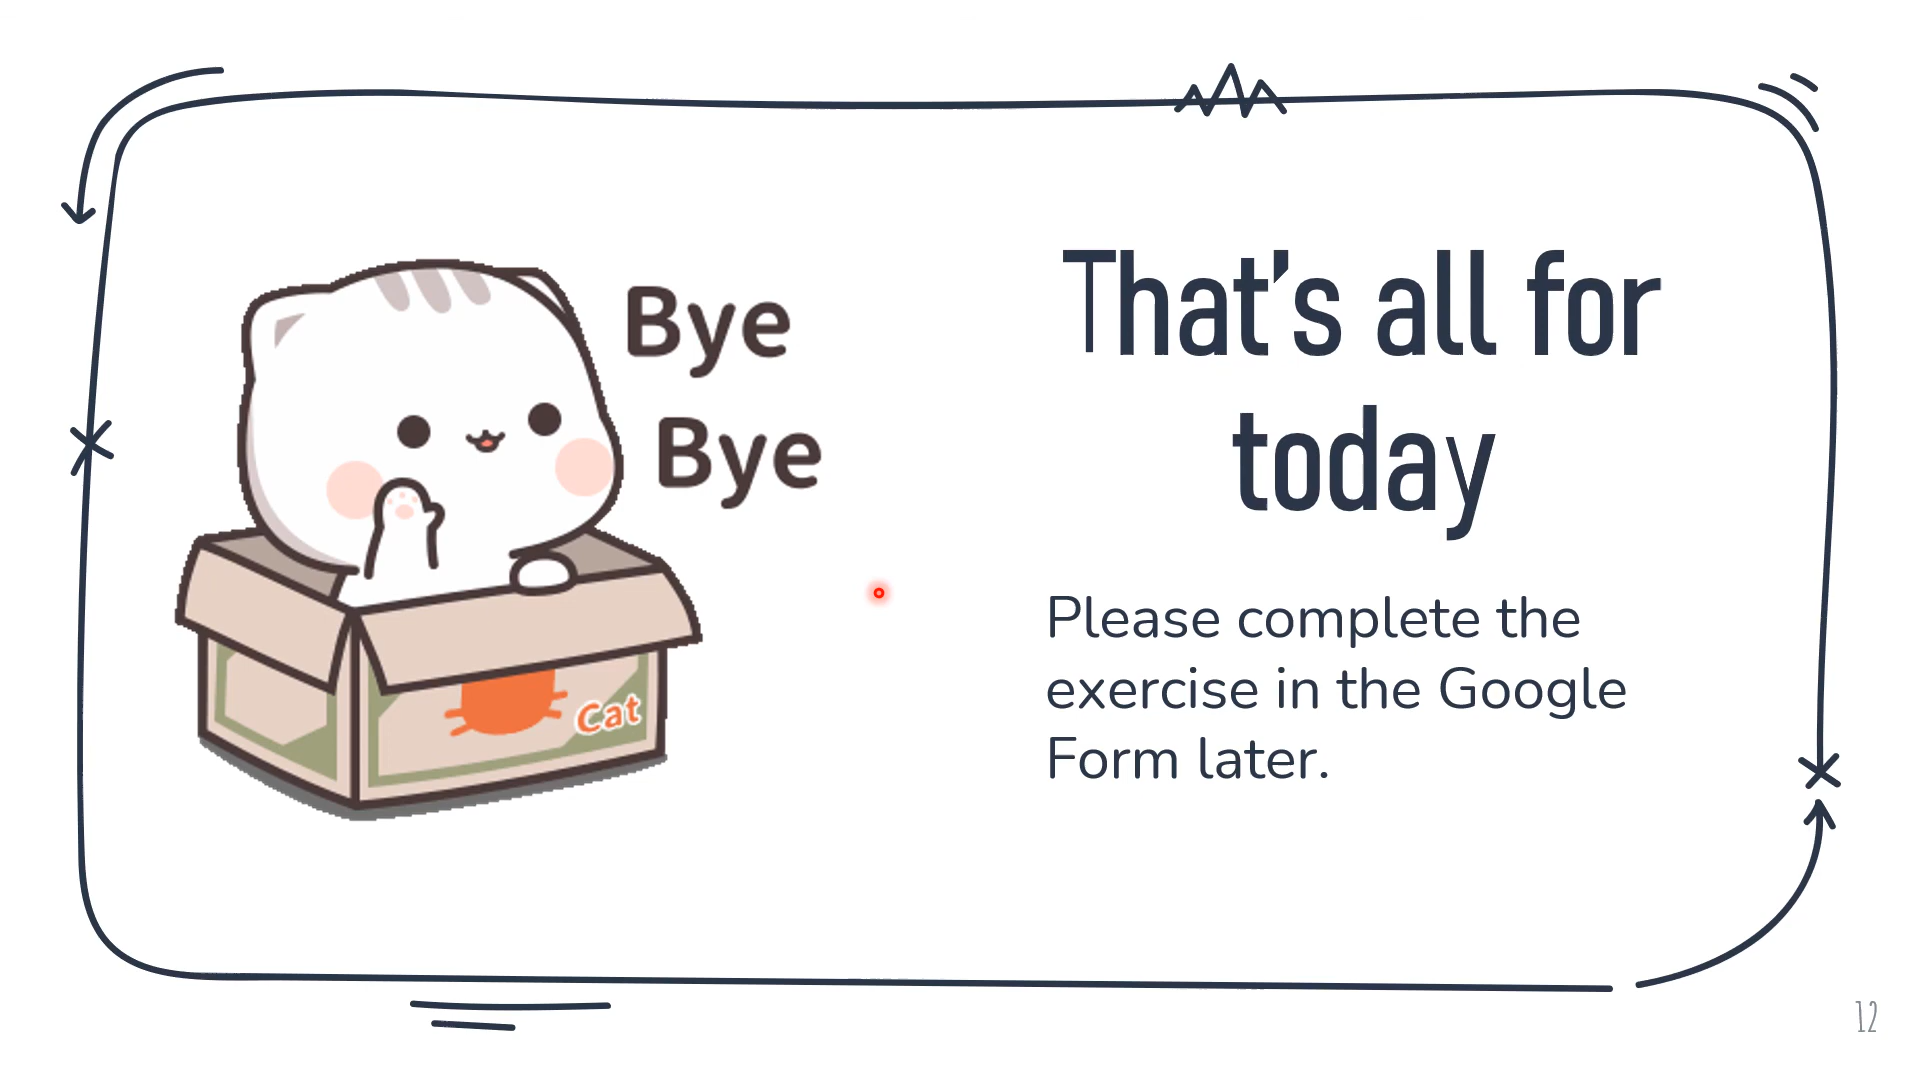 Bye
Bye
Cat
That’s all for
today
Please complete the
exercise in the Google
Form later.
12